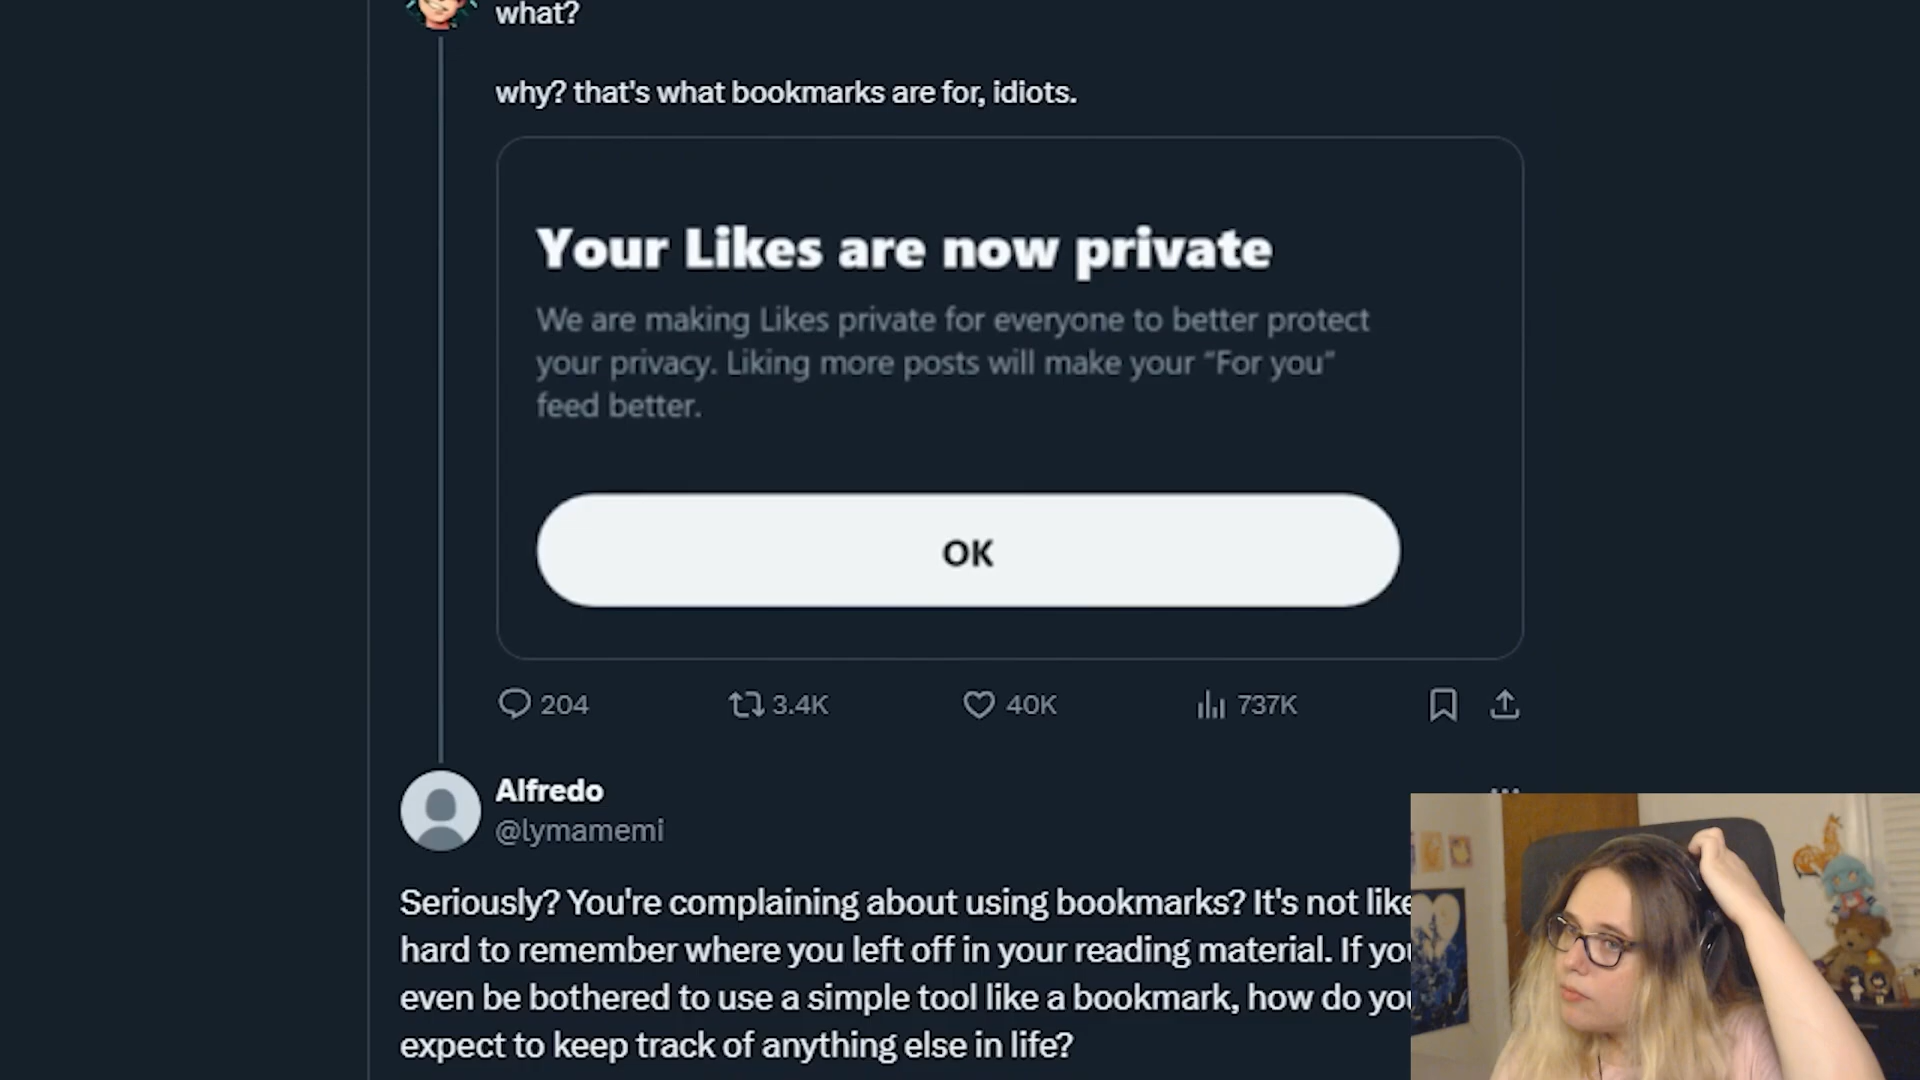 what?
why? that's what bookmarks are for, idiots.
Your Likes are now private
We are making Likes private for everyone to better protect
your privacy. Liking more posts will make your “For you”
feed better.
OK
204 3.4K 40K 737K
Alfredo
@lymamemi
Seriously? You're complaining about using bookmarks? It's not like
hard to remember where you left off in your reading material. If
even be bothered to use a simple tool like a bookmark, how do
expect to keep track of anything else in life?